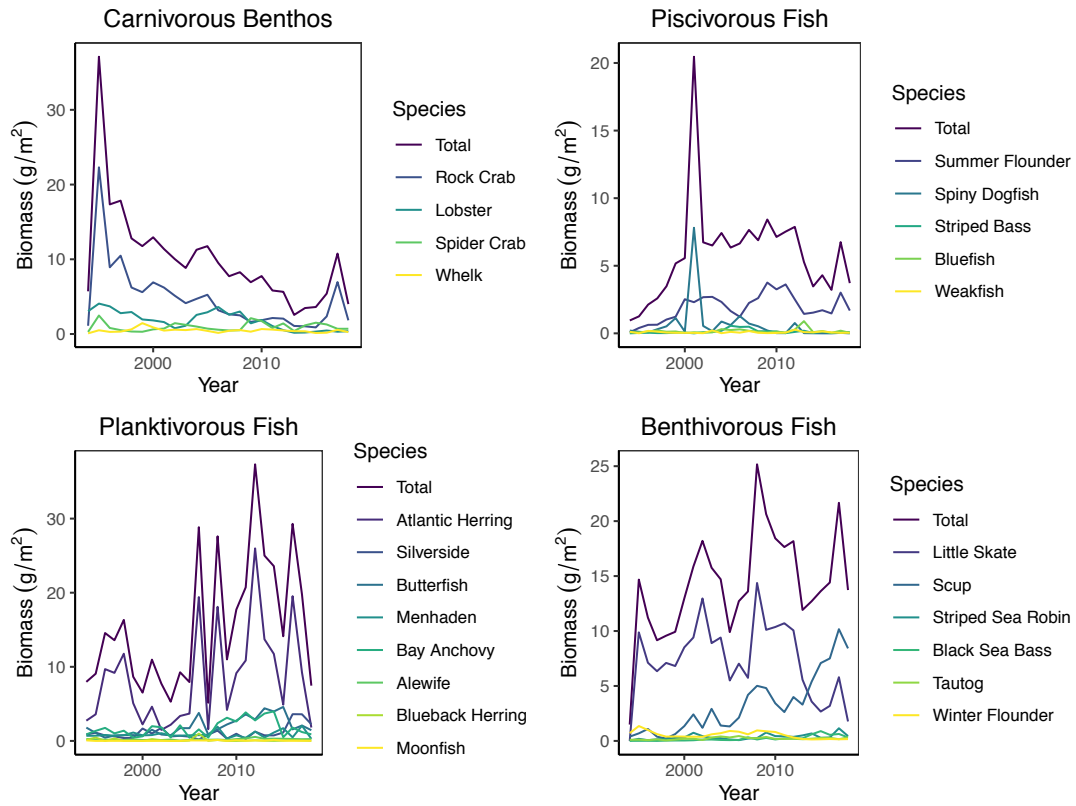 Carnivorous Benthos
30
20
10
0
2000
2010
Year
Biomass (g/m²)
Species
Total
Rock Crab
Lobster
Spider Crab
Whelk
Piscivorous Fish
20
15
10
5
0
2000
2010
Year
Biomass (g/m²)
Species
Total
Summer Flounder
Spiny Dogfish
Striped Bass
Bluefish
Weakfish
Planktivorous Fish
30
20
10
0
2000
2010
Year
Biomass (g/m²)
Species
Total
Atlantic Herring
Silverside
Butterfish
Menhaden
Bay Anchovy
Alewife
Blueback Herring
Moonfish
Benthivorous Fish
25
20
15
10
5
0
2000
2010
Year
Biomass (g/m²)
Species
Total
Little Skate
Scup
Striped Sea Robin
Black Sea Bass
Tautog
Winter Flounder